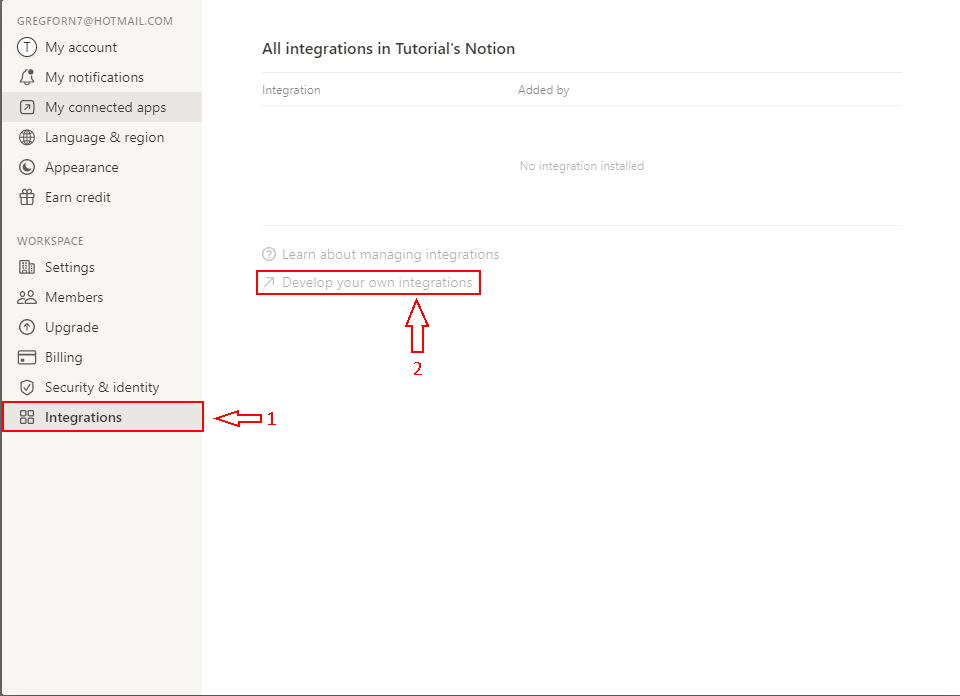 GREGFORN7@HOTMAIL.COM
T My account
My notifications
My connected apps
Language & region
Appearance
Earn credit
WORKSPACE
Settings
Members
Upgrade
Billing
Security & identity
Integrations
1
All integrations in Tutorial's Notion
Integration Added by
No integration installed
? Learn about managing integrations
Develop your own integrations
2